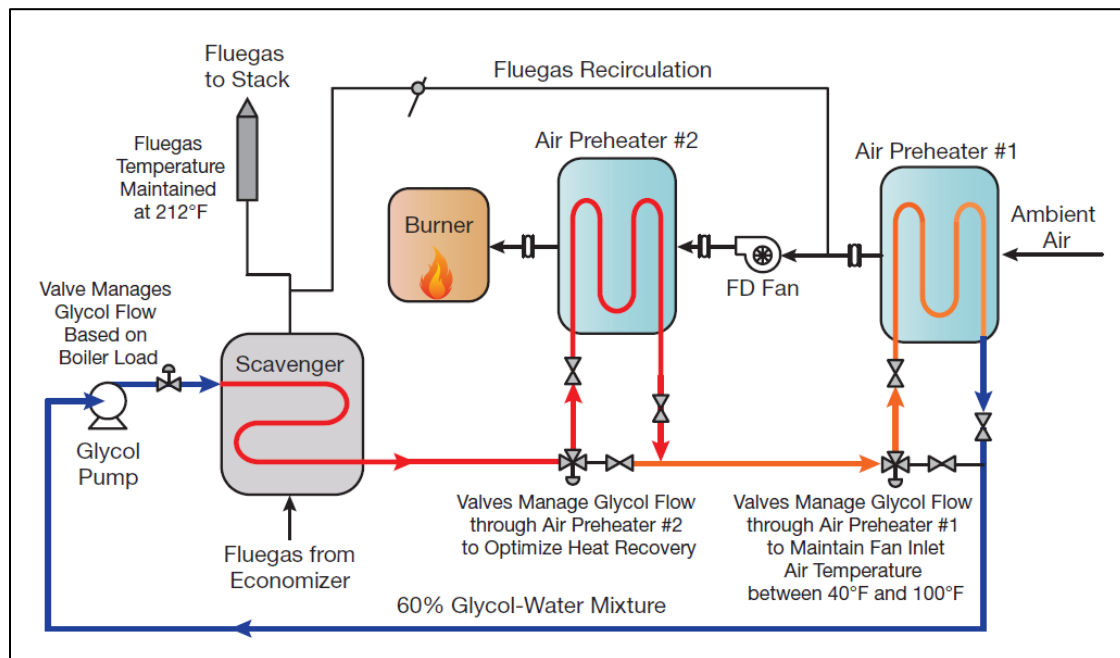 Fluegas
to Stack
Fluegas Recirculation
Fluegas
Temperature
Maintained
at 212°F
Air Preheater #2
Air Preheater #1
Burner
Ambient
Air
FD Fan
Valve Manages
Glycol Flow
Based on
Boiler Load
Scavenger
Glycol
Pump
Valves Manage Glycol Flow
through Air Preheater #2
to Optimize Heat Recovery
Valves Manage Glycol Flow
through Air Preheater #1
to Maintain Fan Inlet
Air Temperature
between 40°F and 100°F
Fluegas from
Economizer
60% Glycol-Water Mixture